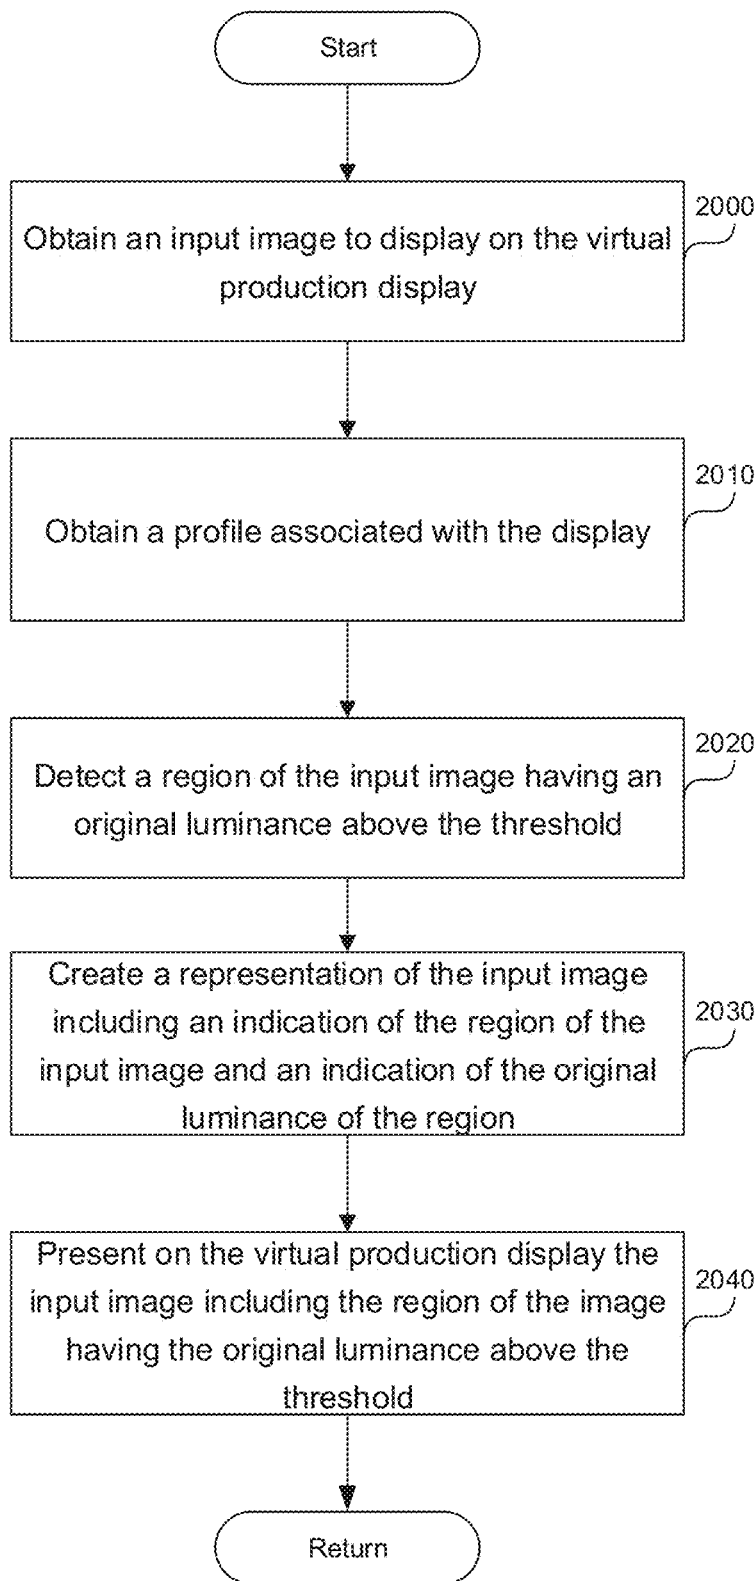 Start
2000
Obtain an input image to display on the virtual
production display
2010
Obtain a profile associated with the display
2020
Detect a region of the input image having an
original luminance above the threshold
Create a representation of the input image
2030
including an indication of the region of the
input image and an indication of the original
luminance of the region
Present on the virtual production display the
2040
input image including the region of the image
having the original luminance above the
threshold
Return